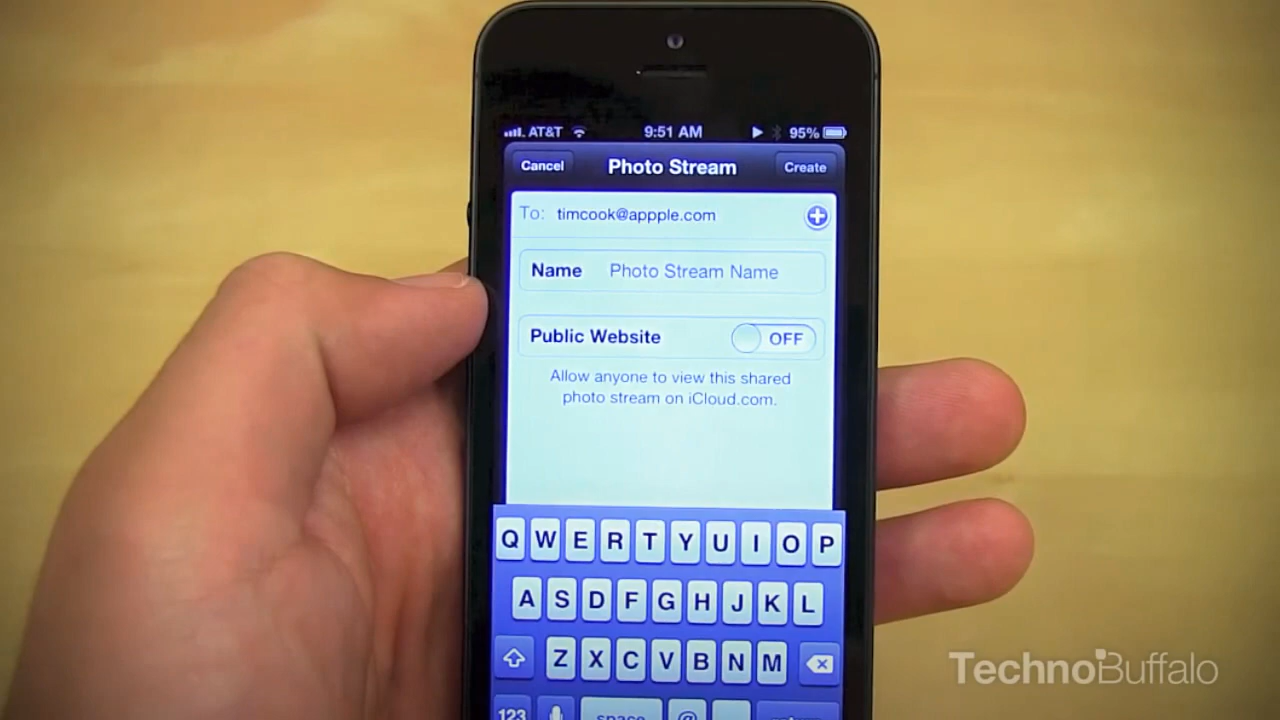 AT&T 9:51 AM 95%
Cancel Photo Stream Create
To: timcook@appple.com
Name Photo Stream Name
Public Website OFF
Allow anyone to view this shared
photo stream on iCloud.com.
Q W E R T Y U I O P
A S D F G H J K L
Z X C V B N M
123 space @ . return
TechnoBuffalo